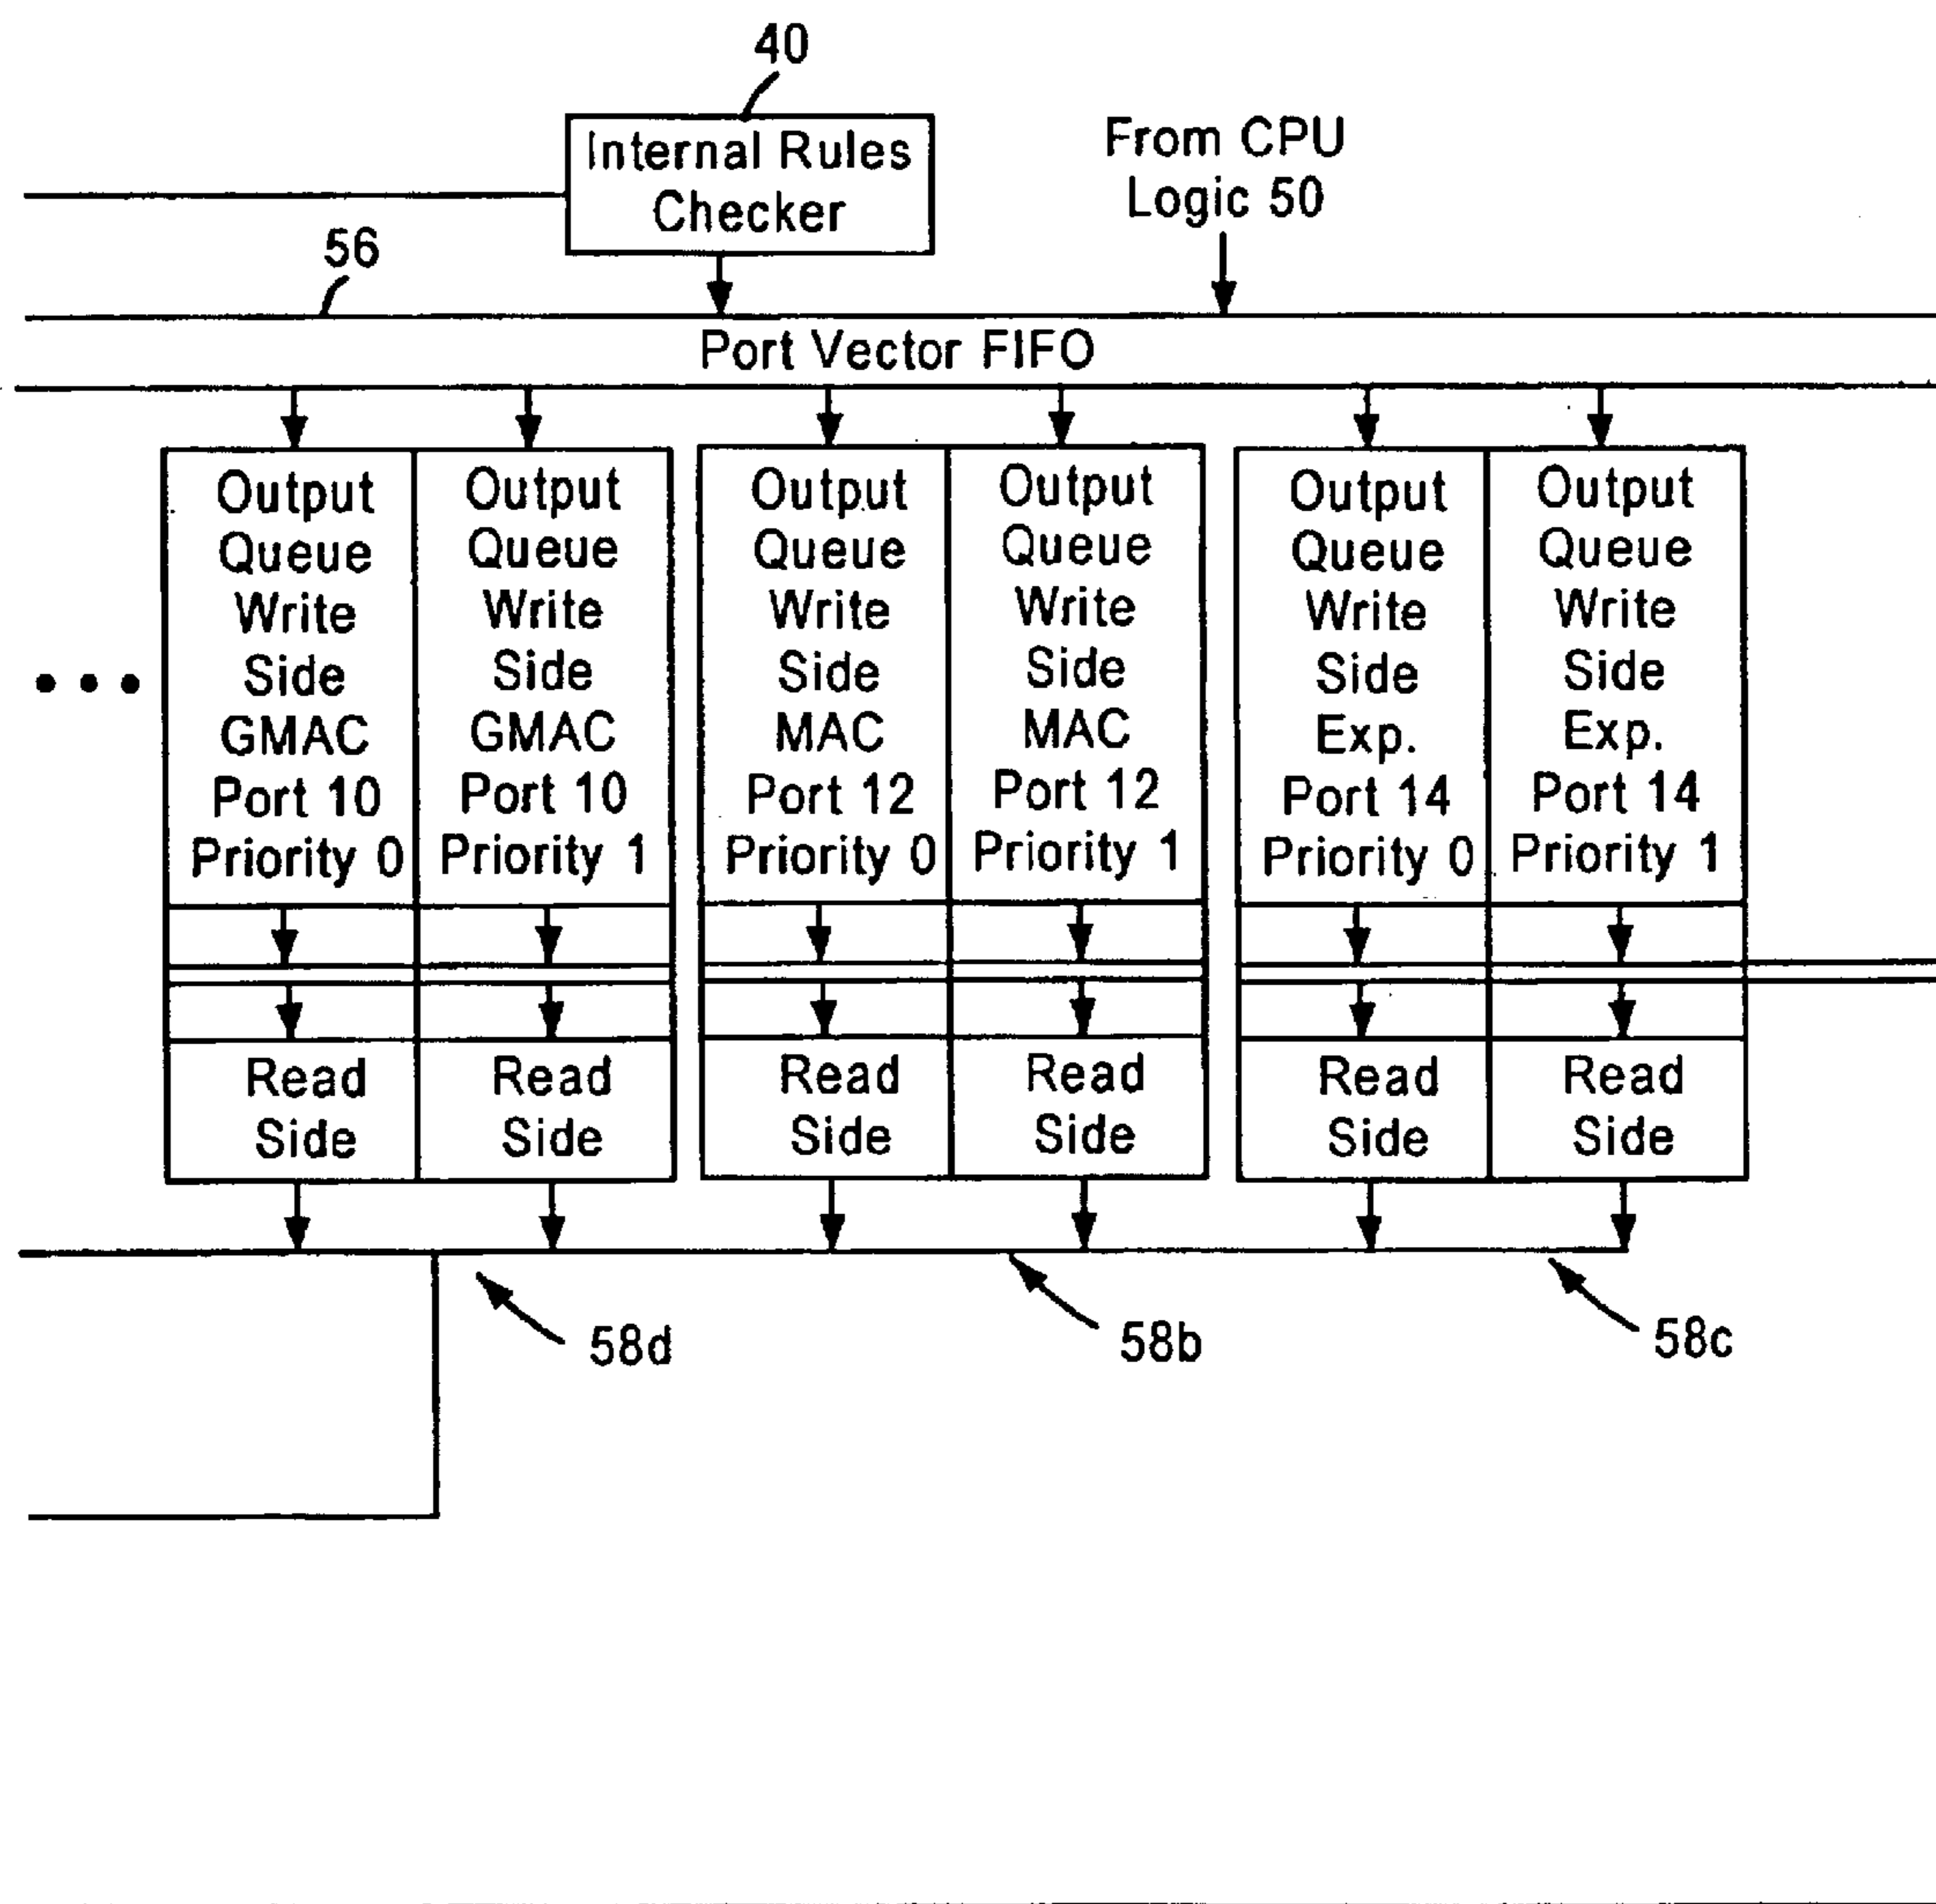 40
Internal Rules
Checker
From CPU
Logic 50
56
Port Vector FIFO
Output
Queue
Write
Side
GMAC
Port 10
Priority 0
Output
Queue
Write
Side
GMAC
Port 10
Priority 1
Output
Queue
Write
Side
MAC
Port 12
Priority 0
Output
Queue
Write
Side
MAC
Port 12
Priority 1
Output
Queue
Write
Side
Exp.
Port 14
Priority 0
Output
Queue
Write
Side
Exp.
Port 14
Priority 1
Read
Side
Read
Side
Read
Side
Read
Side
Read
Side
Read
Side
58d
58b
58c